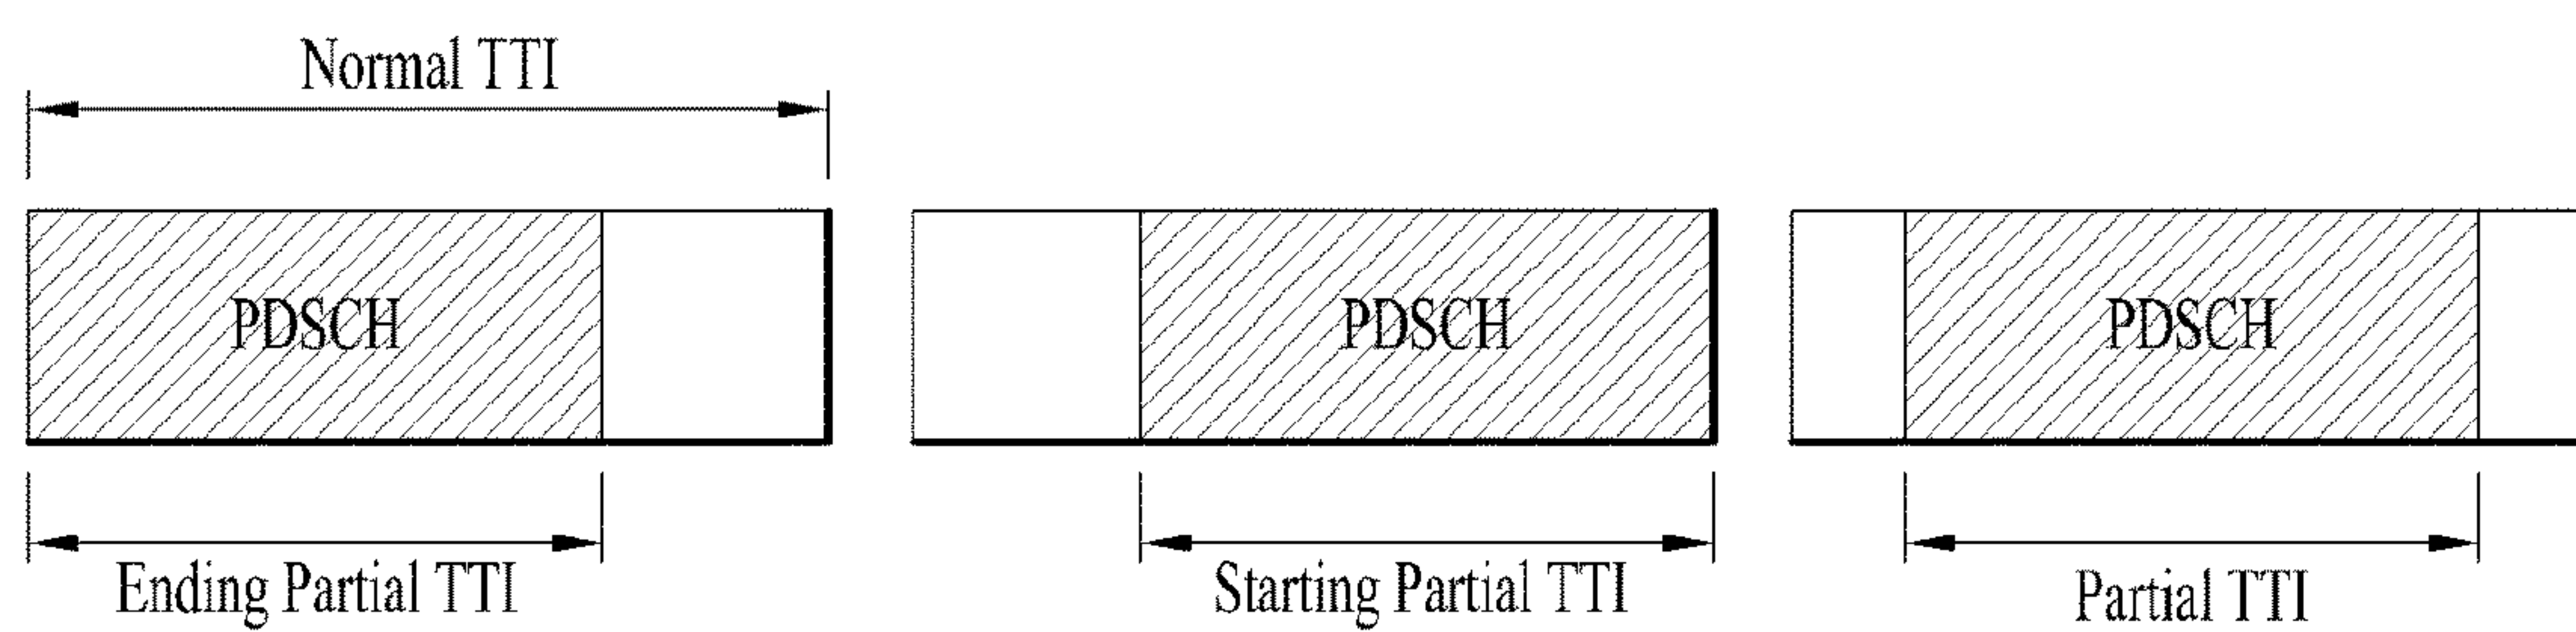 Normal TTI
PDSCH
PDSCH
PDSCH
Ending Partial TTI
Starting Partial TTI
Partial TTI